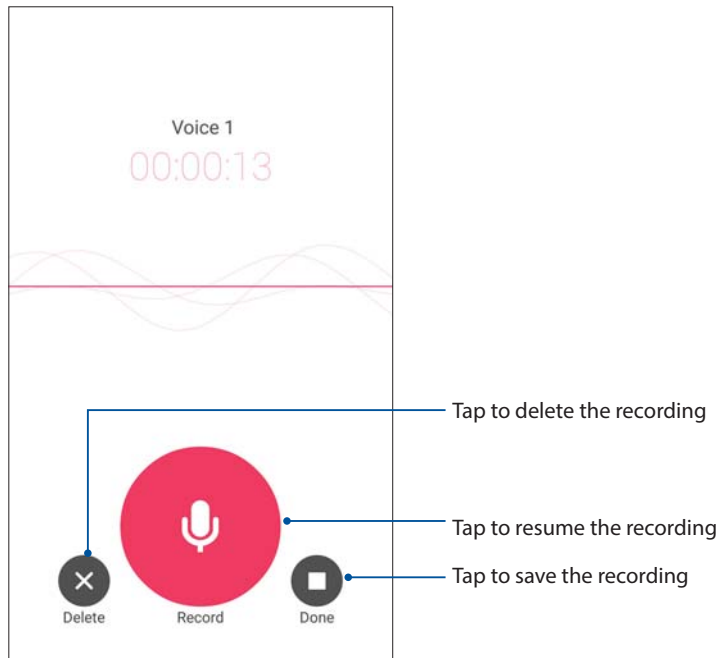 Voice 1
00:00:13
Tap to delete the recording
Tap to resume the recording
Tap to save the recording
Delete
Record
Done